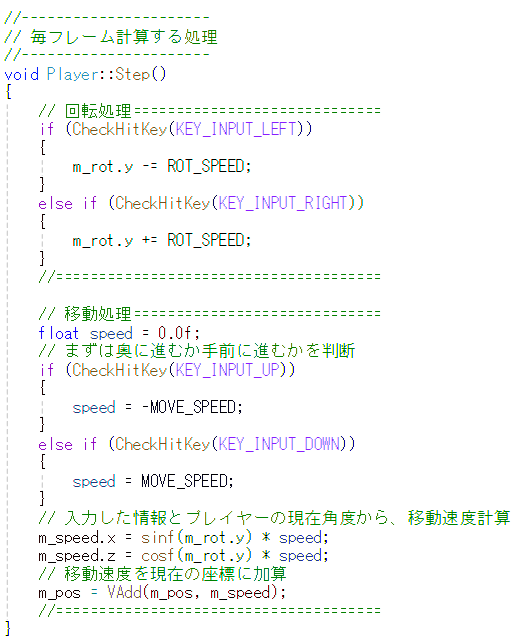 //----------------------
// 毎フレーム計算する処理
//----------------------
void Player::Step()
{
    // 回転処理=============================
    if (CheckHitKey(KEY_INPUT_LEFT))
    {
        m_rot.y -= ROT_SPEED;
    }
    else if (CheckHitKey(KEY_INPUT_RIGHT))
    {
        m_rot.y += ROT_SPEED;
    }
    //======================================

    // 移動処理=============================
    float speed = 0.0f;
    // まずは奥に進むか手前に進むかを判断
    if (CheckHitKey(KEY_INPUT_UP))
    {
        speed = -MOVE_SPEED;
    }
    else if (CheckHitKey(KEY_INPUT_DOWN))
    {
        speed = MOVE_SPEED;
    }
    // 入力した情報とプレイヤーの現在角度から、移動速度計算
    m_speed.x = sinf(m_rot.y) * speed;
    m_speed.z = cosf(m_rot.y) * speed;
    // 移動速度を現在の座標に加算
    m_pos = VAdd(m_pos, m_speed);
    //======================================
}